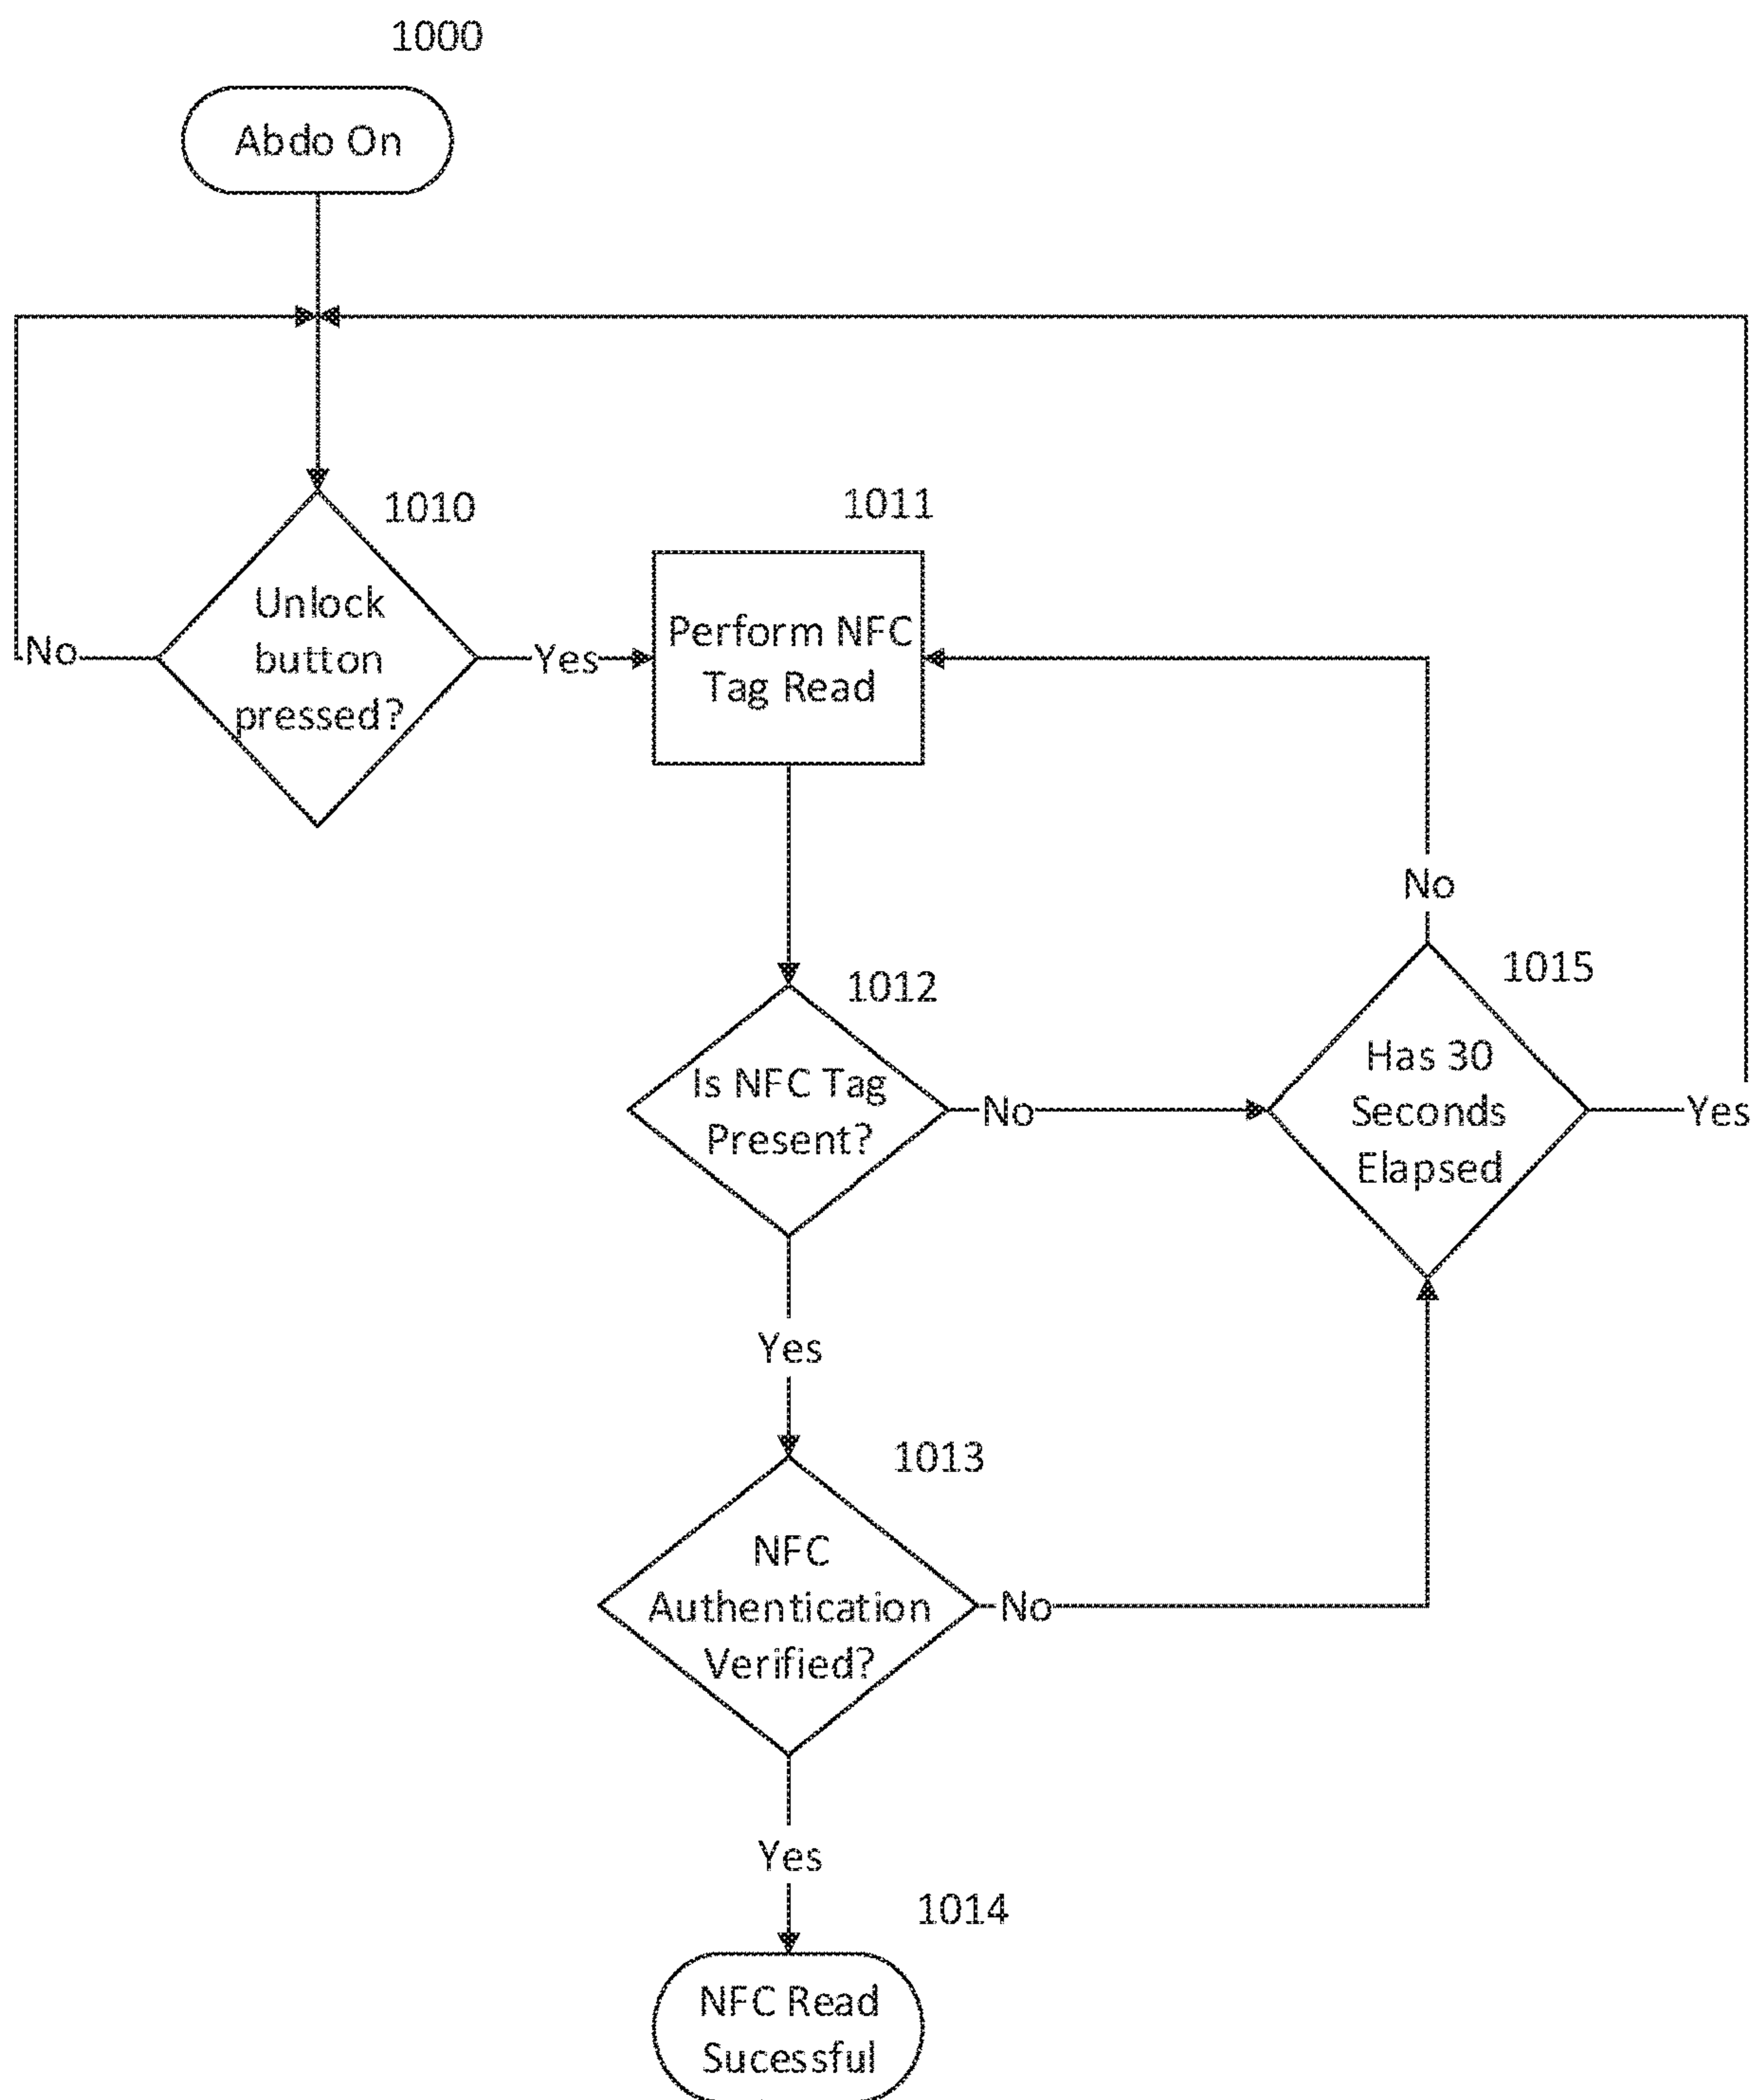 1000
Abdo On
1010
Unlock
button
pressed?
No
Yes
1011
Perform NFC
Tag Read
No
1012
Is NFC Tag
Present?
No
1015
Has 30
Seconds
Elapsed
Yes
Yes
1013
NFC
Authentication
Verified?
No
Yes
1014
NFC Read
Sucessful